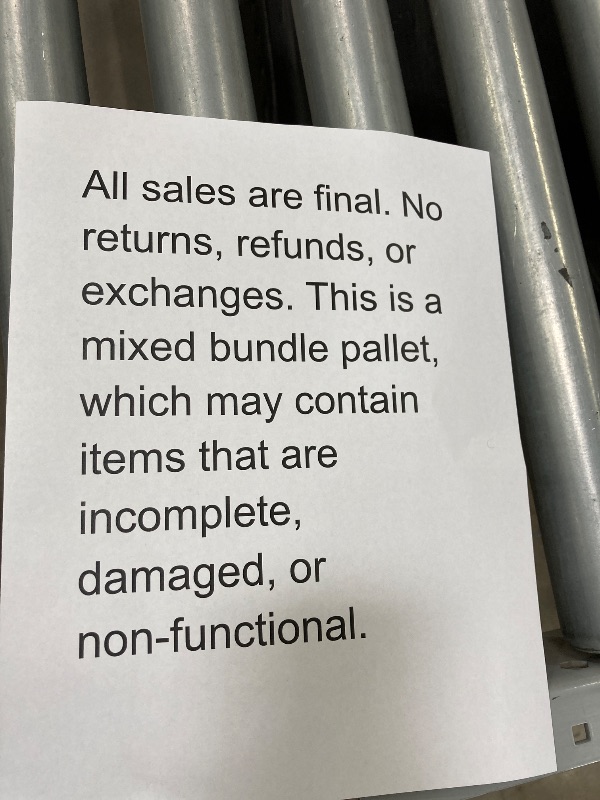 All sales are final. No
returns, refunds, or
exchanges. This is a
mixed bundle pallet,
which may contain
items that are
incomplete,
damaged, or
non-functional.